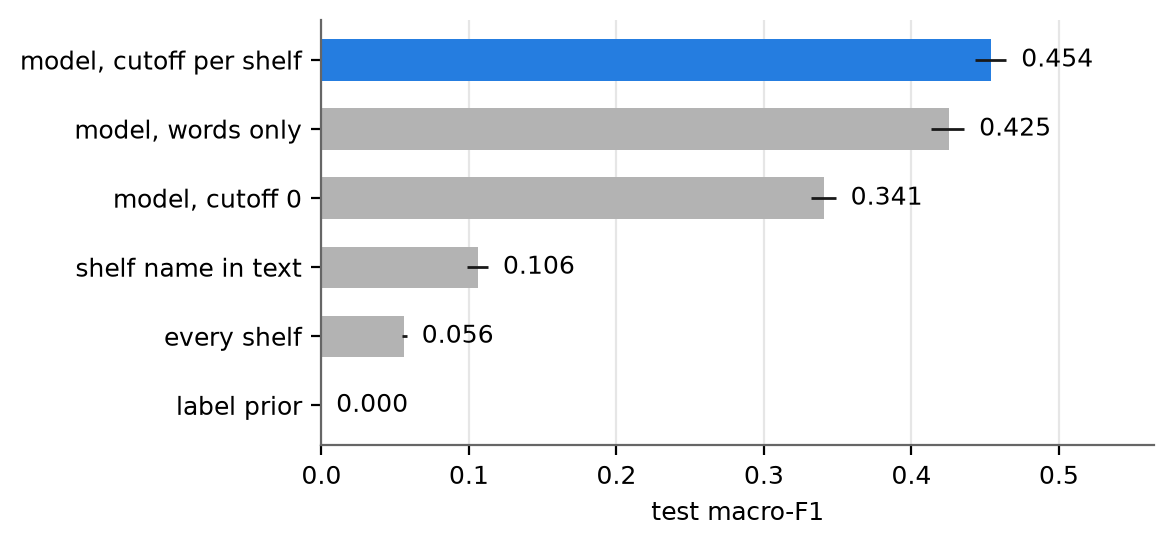 model, cutoff per shelf 0.454
model, words only 0.425
model, cutoff 0 0.341
shelf name in text 0.106
every shelf 0.056
label prior 0.000
0.0 0.1 0.2 0.3 0.4 0.5
test macro-F1